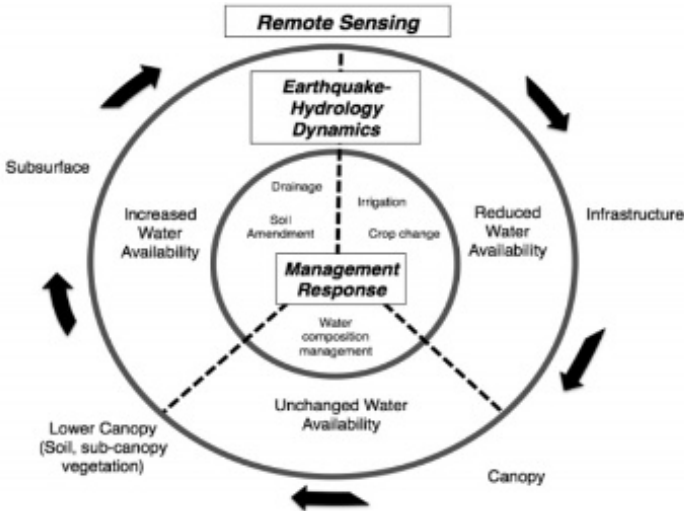 Remote Sensing
Earthquake-
Hydrology
Dynamics
Subsurface
Infrastructure
Increased
Water
Availability
Reduced
Water
Availability
Drainage
Irrigation
Soil
Amendment
Crop change
Management
Response
Water
composition
management
Unchanged Water
Availability
Lower Canopy
(Soil, sub-canopy
vegetation)
Canopy